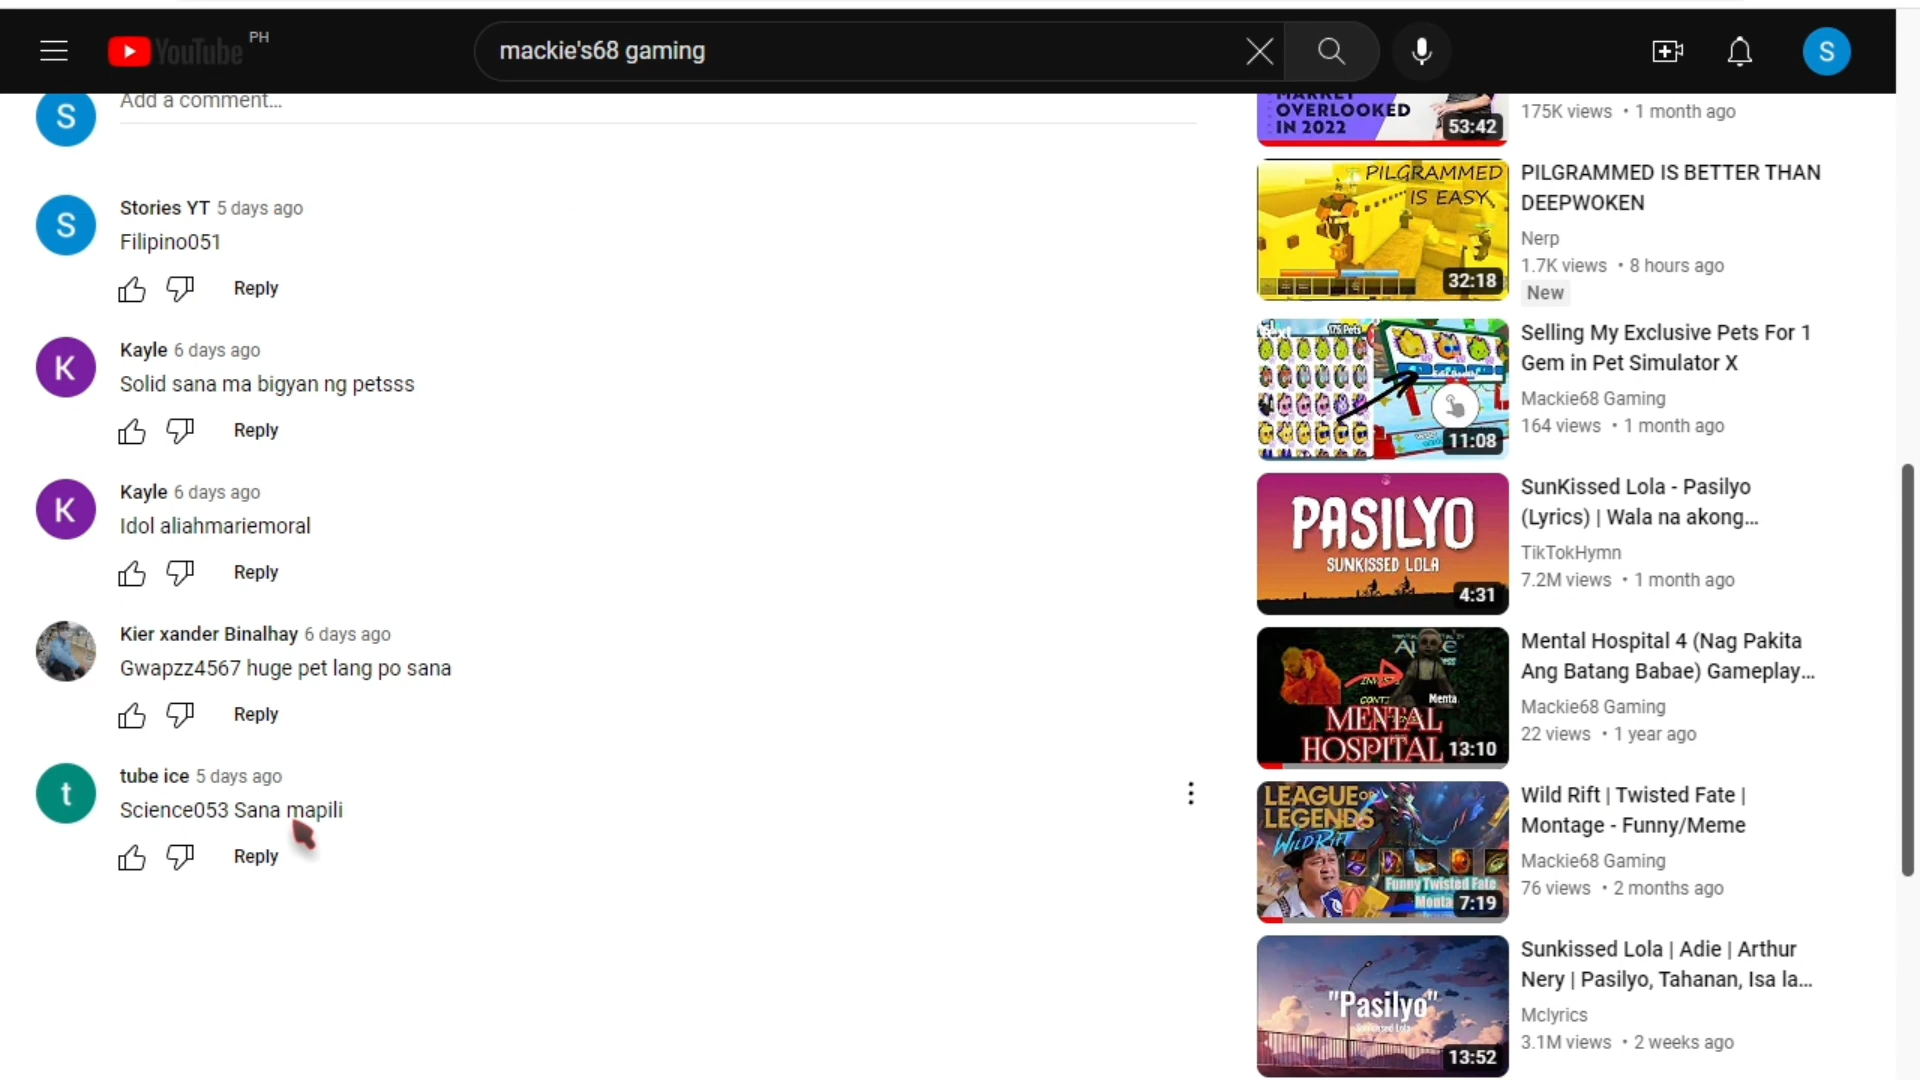 YouTube PH
mackie's68 gaming
S
S
Add a comment...
S
Stories YT 5 days ago
Filipino051
Reply
K
Kayle 6 days ago
Solid sana ma bigyan ng petsss
Reply
K
Kayle 6 days ago
Idol aliahmariemoral
Reply
Kier xander Binalhay 6 days ago
Gwapzz4567 huge pet lang po sana
Reply
t
tube ice 5 days ago
Science053 Sana mapili
Reply
MARKET
OVERLOOKED
IN 2022
53:42
175K views • 1 month ago
PILGRAMMED
IS EASY
32:18
PILGRAMMED IS BETTER THAN
DEEPWOKEN
Nerp
1.7K views • 8 hours ago
New
11:08
Selling My Exclusive Pets For 1
Gem in Pet Simulator X
Mackie68 Gaming
164 views • 1 month ago
PASILYO
SUNKISSED LOLA
4:31
SunKissed Lola - Pasilyo
(Lyrics) | Wala na akong...
TikTokHymn
7.2M views • 1 month ago
MENTAL
HOSPITAL
13:10
Mental Hospital 4 (Nag Pakita
Ang Batang Babae) Gameplay...
Mackie68 Gaming
22 views • 1 year ago
LEAGUE OF
LEGENDS
WILD RIFT
Funny Twisted Fate
7:19
Wild Rift | Twisted Fate |
Montage - Funny/Meme
Mackie68 Gaming
76 views • 2 months ago
"Pasilyo"
13:52
Sunkissed Lola | Adie | Arthur
Nery | Pasilyo, Tahanan, Isa la...
Mclyrics
3.1M views • 2 weeks ago